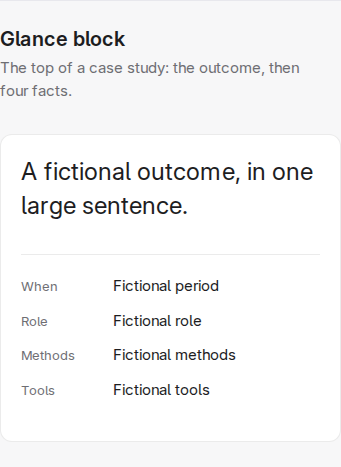 Glance block
The top of a case study: the outcome, then
four facts.
A fictional outcome, in one
large sentence.
When Fictional period
Role Fictional role
Methods Fictional methods
Tools Fictional tools